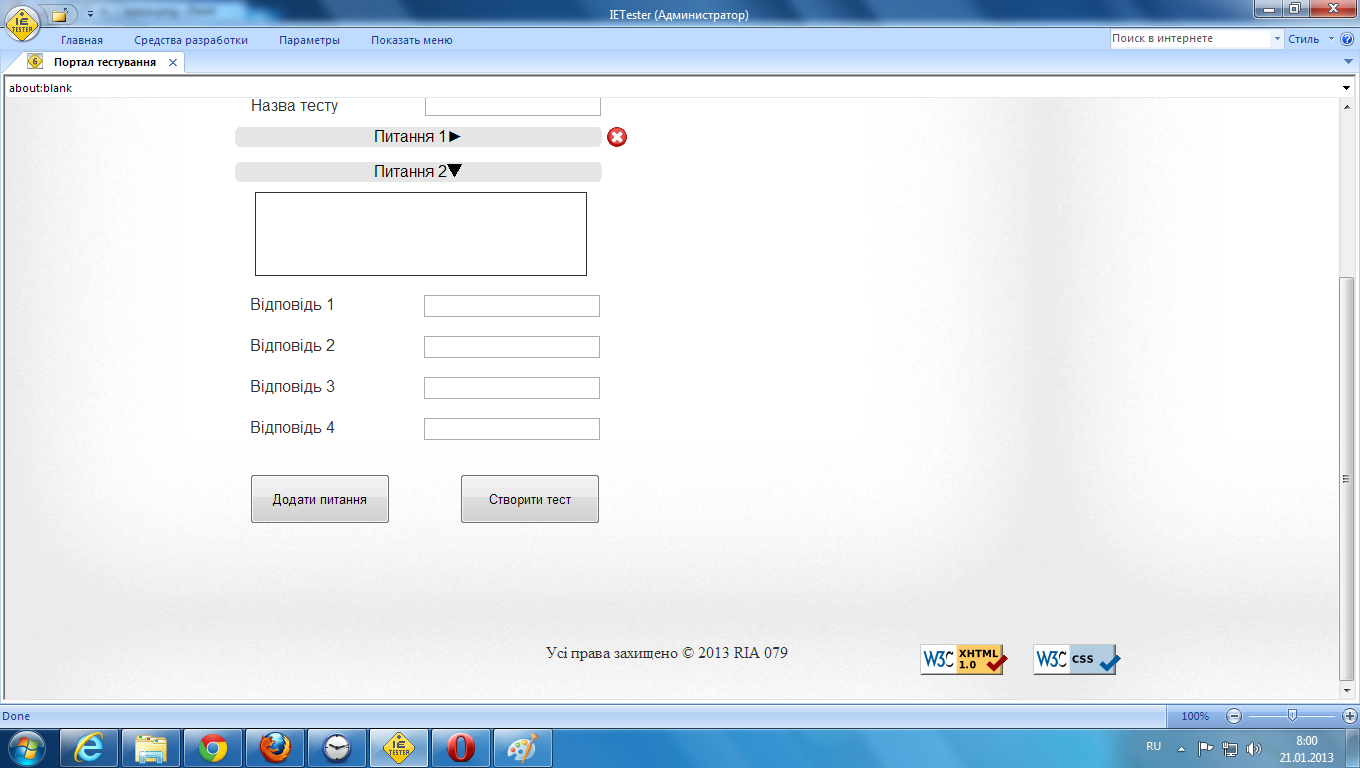 IETester (Администратор)
Главная Средства разработки Параметры Показать меню Поиск в интернете Стиль
6 Портал тестування
about:blank
Назва тесту
Питання 1►
Питання 2▼
Відповідь 1
Відповідь 2
Відповідь 3
Відповідь 4
Додати питання Створити тест
Усі права захищено © 2013 RIA 079
W3C XHTML 1.0 W3C css
Done 100%
IE TESTER
RU 8:00
21.01.2013